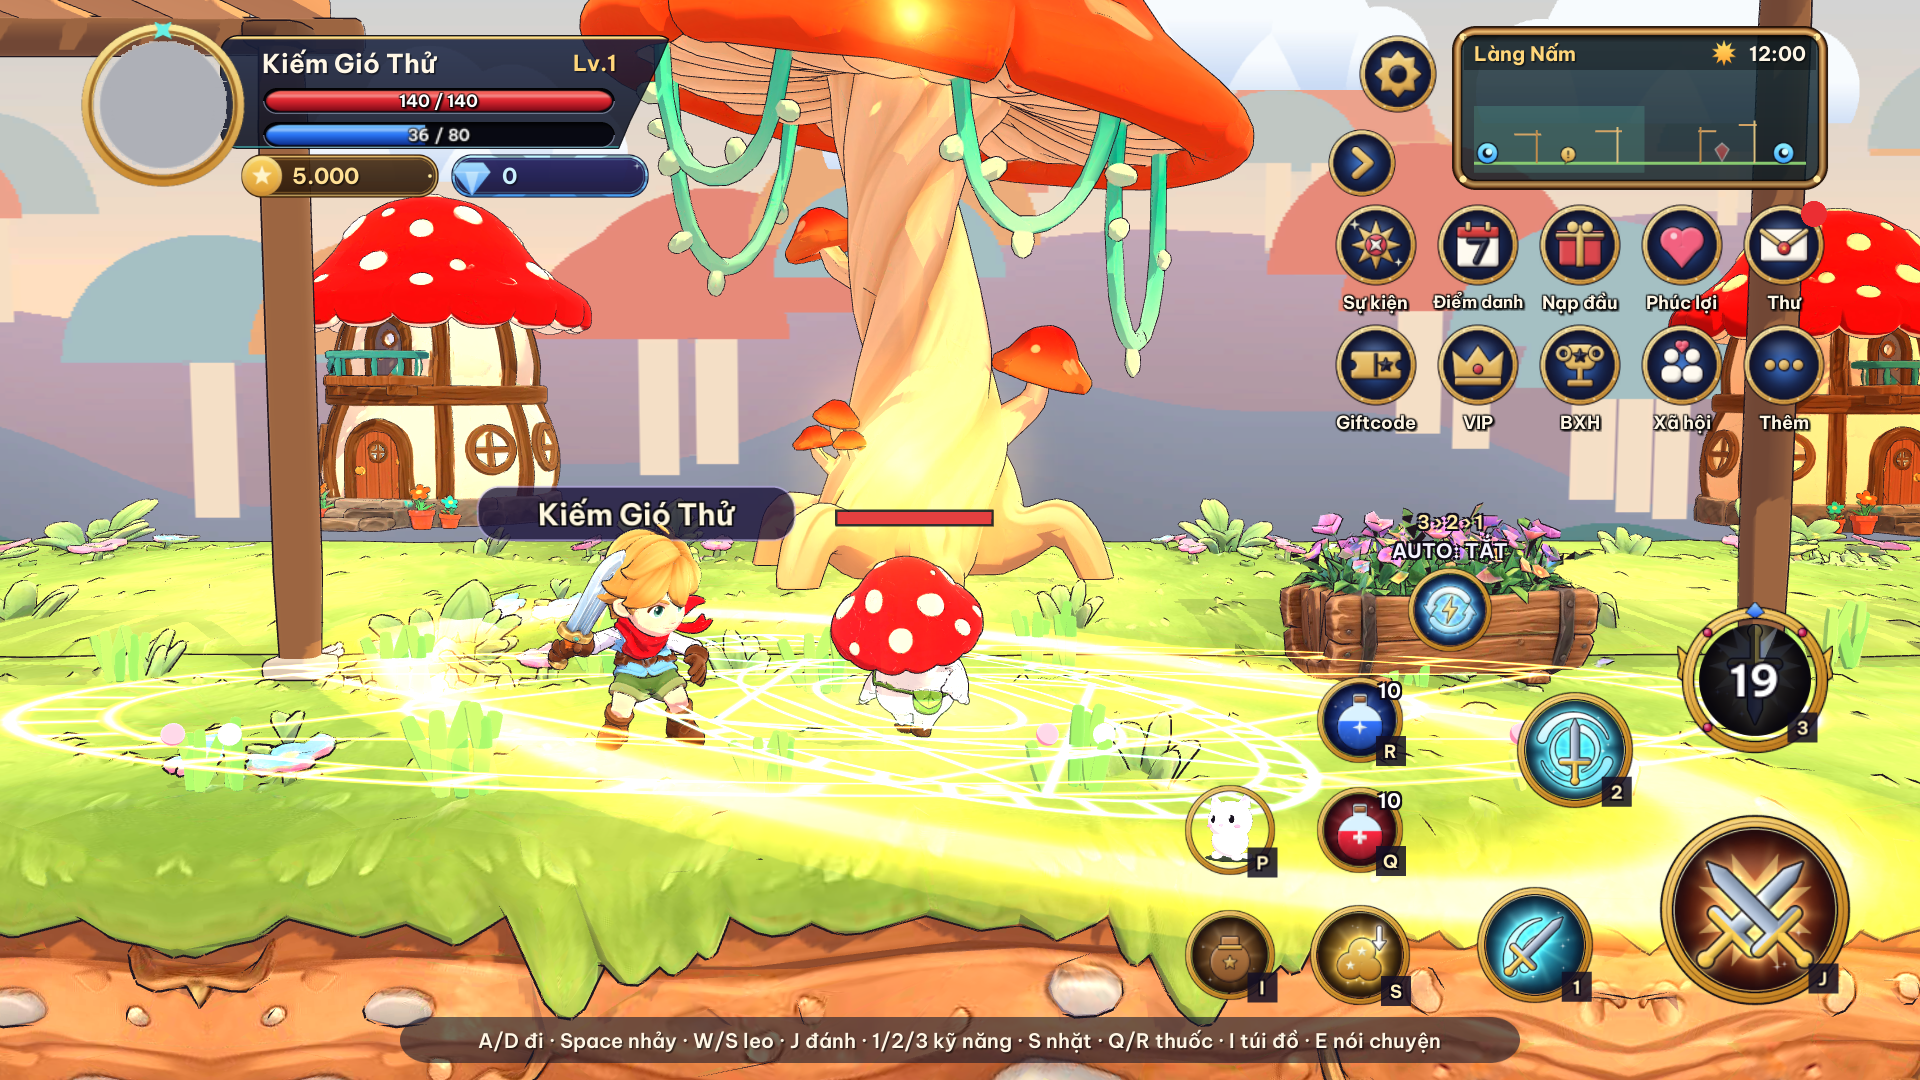 Kiếm Gió Thử
Lv.1
140 / 140
36 / 80
5.000
0
Làng Nấm
12:00
7
Sự kiện
Điểm danh
Nạp đầu
Phúc lợi
Thư
Giftcode
VIP
BXH
Xã hội
Thêm
Kiếm Gió Thử
3>2>1
AUTO: TẮT
19
3
10
R
2
10
Q
P
I
S
1
J
A/D đi · Space nhảy · W/S leo · J đánh · 1/2/3 kỹ năng · S nhặt · Q/R thuốc · I túi đồ · E nói chuyện